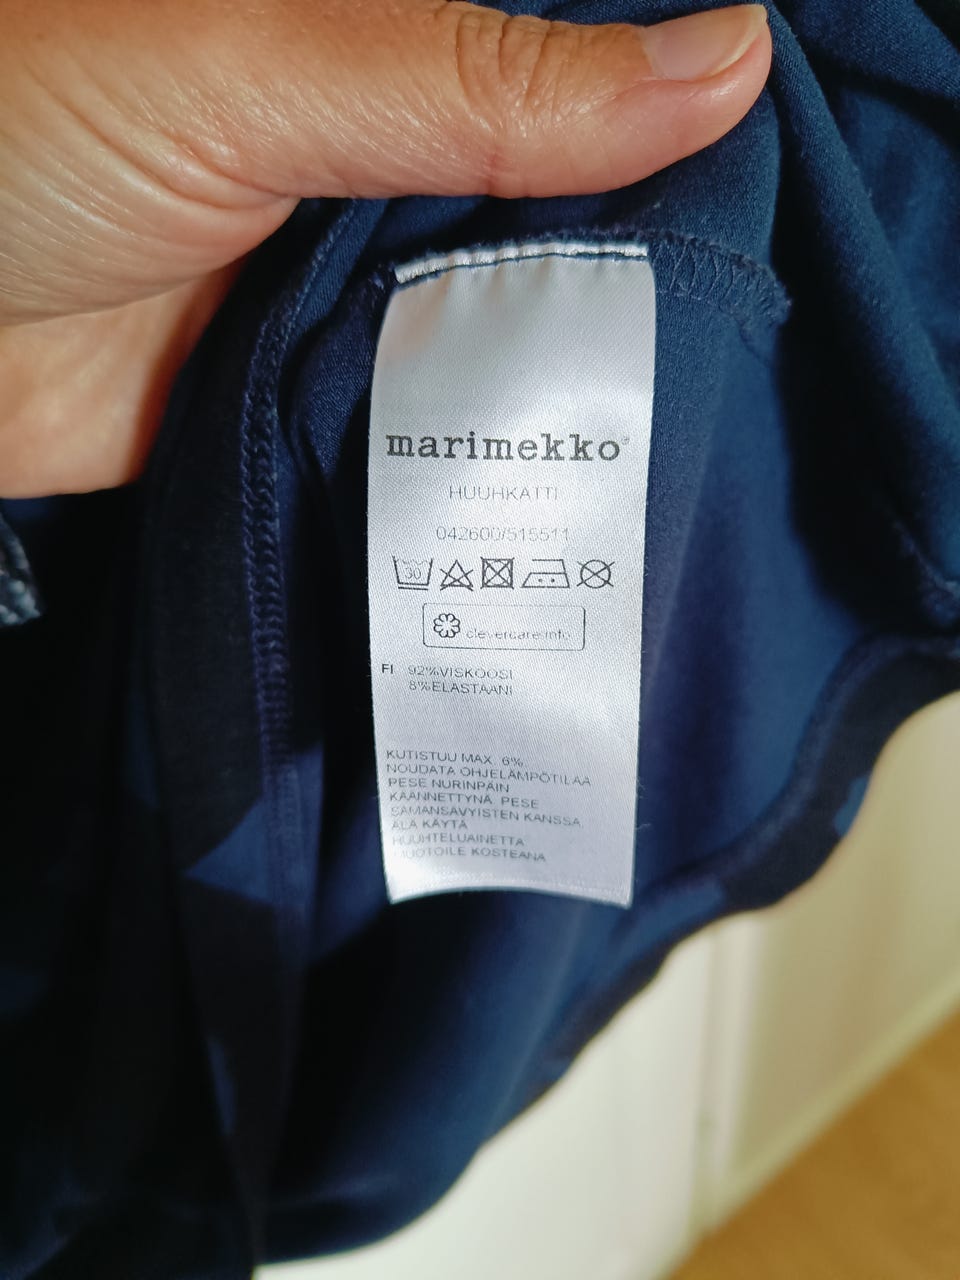 marimekko®
HUUHKATTI
042600/515511
30
clevercare.info
FI 92%VISKOOSI
8%ELASTAANI
KUTISTUU MAX. 6%
NOUDATA OHJELÄMPÖTILAA
PESE NURINPÄIN
KÄÄNNETTYNÄ. PESE
SAMANSÄVYISTEN KANSSA.
ÄLÄ KÄYTÄ
HUUHTELUAINETTA
MUOTOILE KOSTEANA